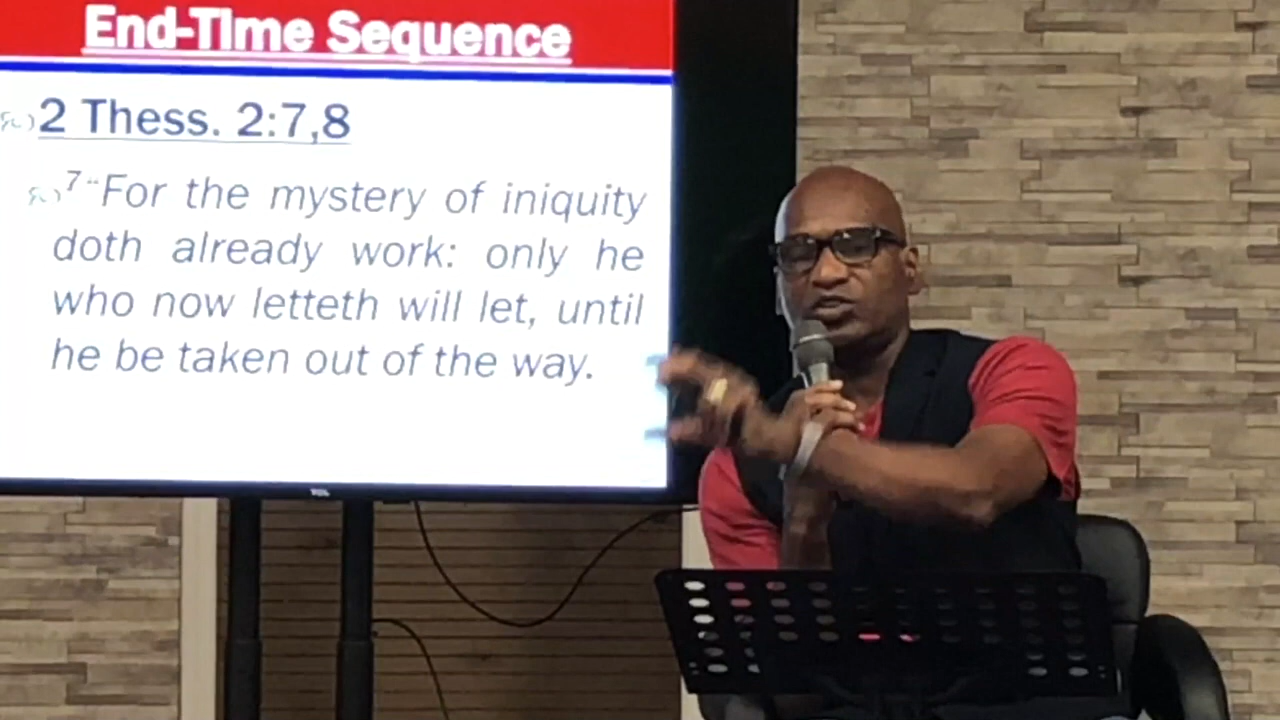 End-Time Sequence
2 Thess. 2:7,8
7 "For the mystery of iniquity
doth already work: only he
who now letteth will let, until
he be taken out of the way.
TCL